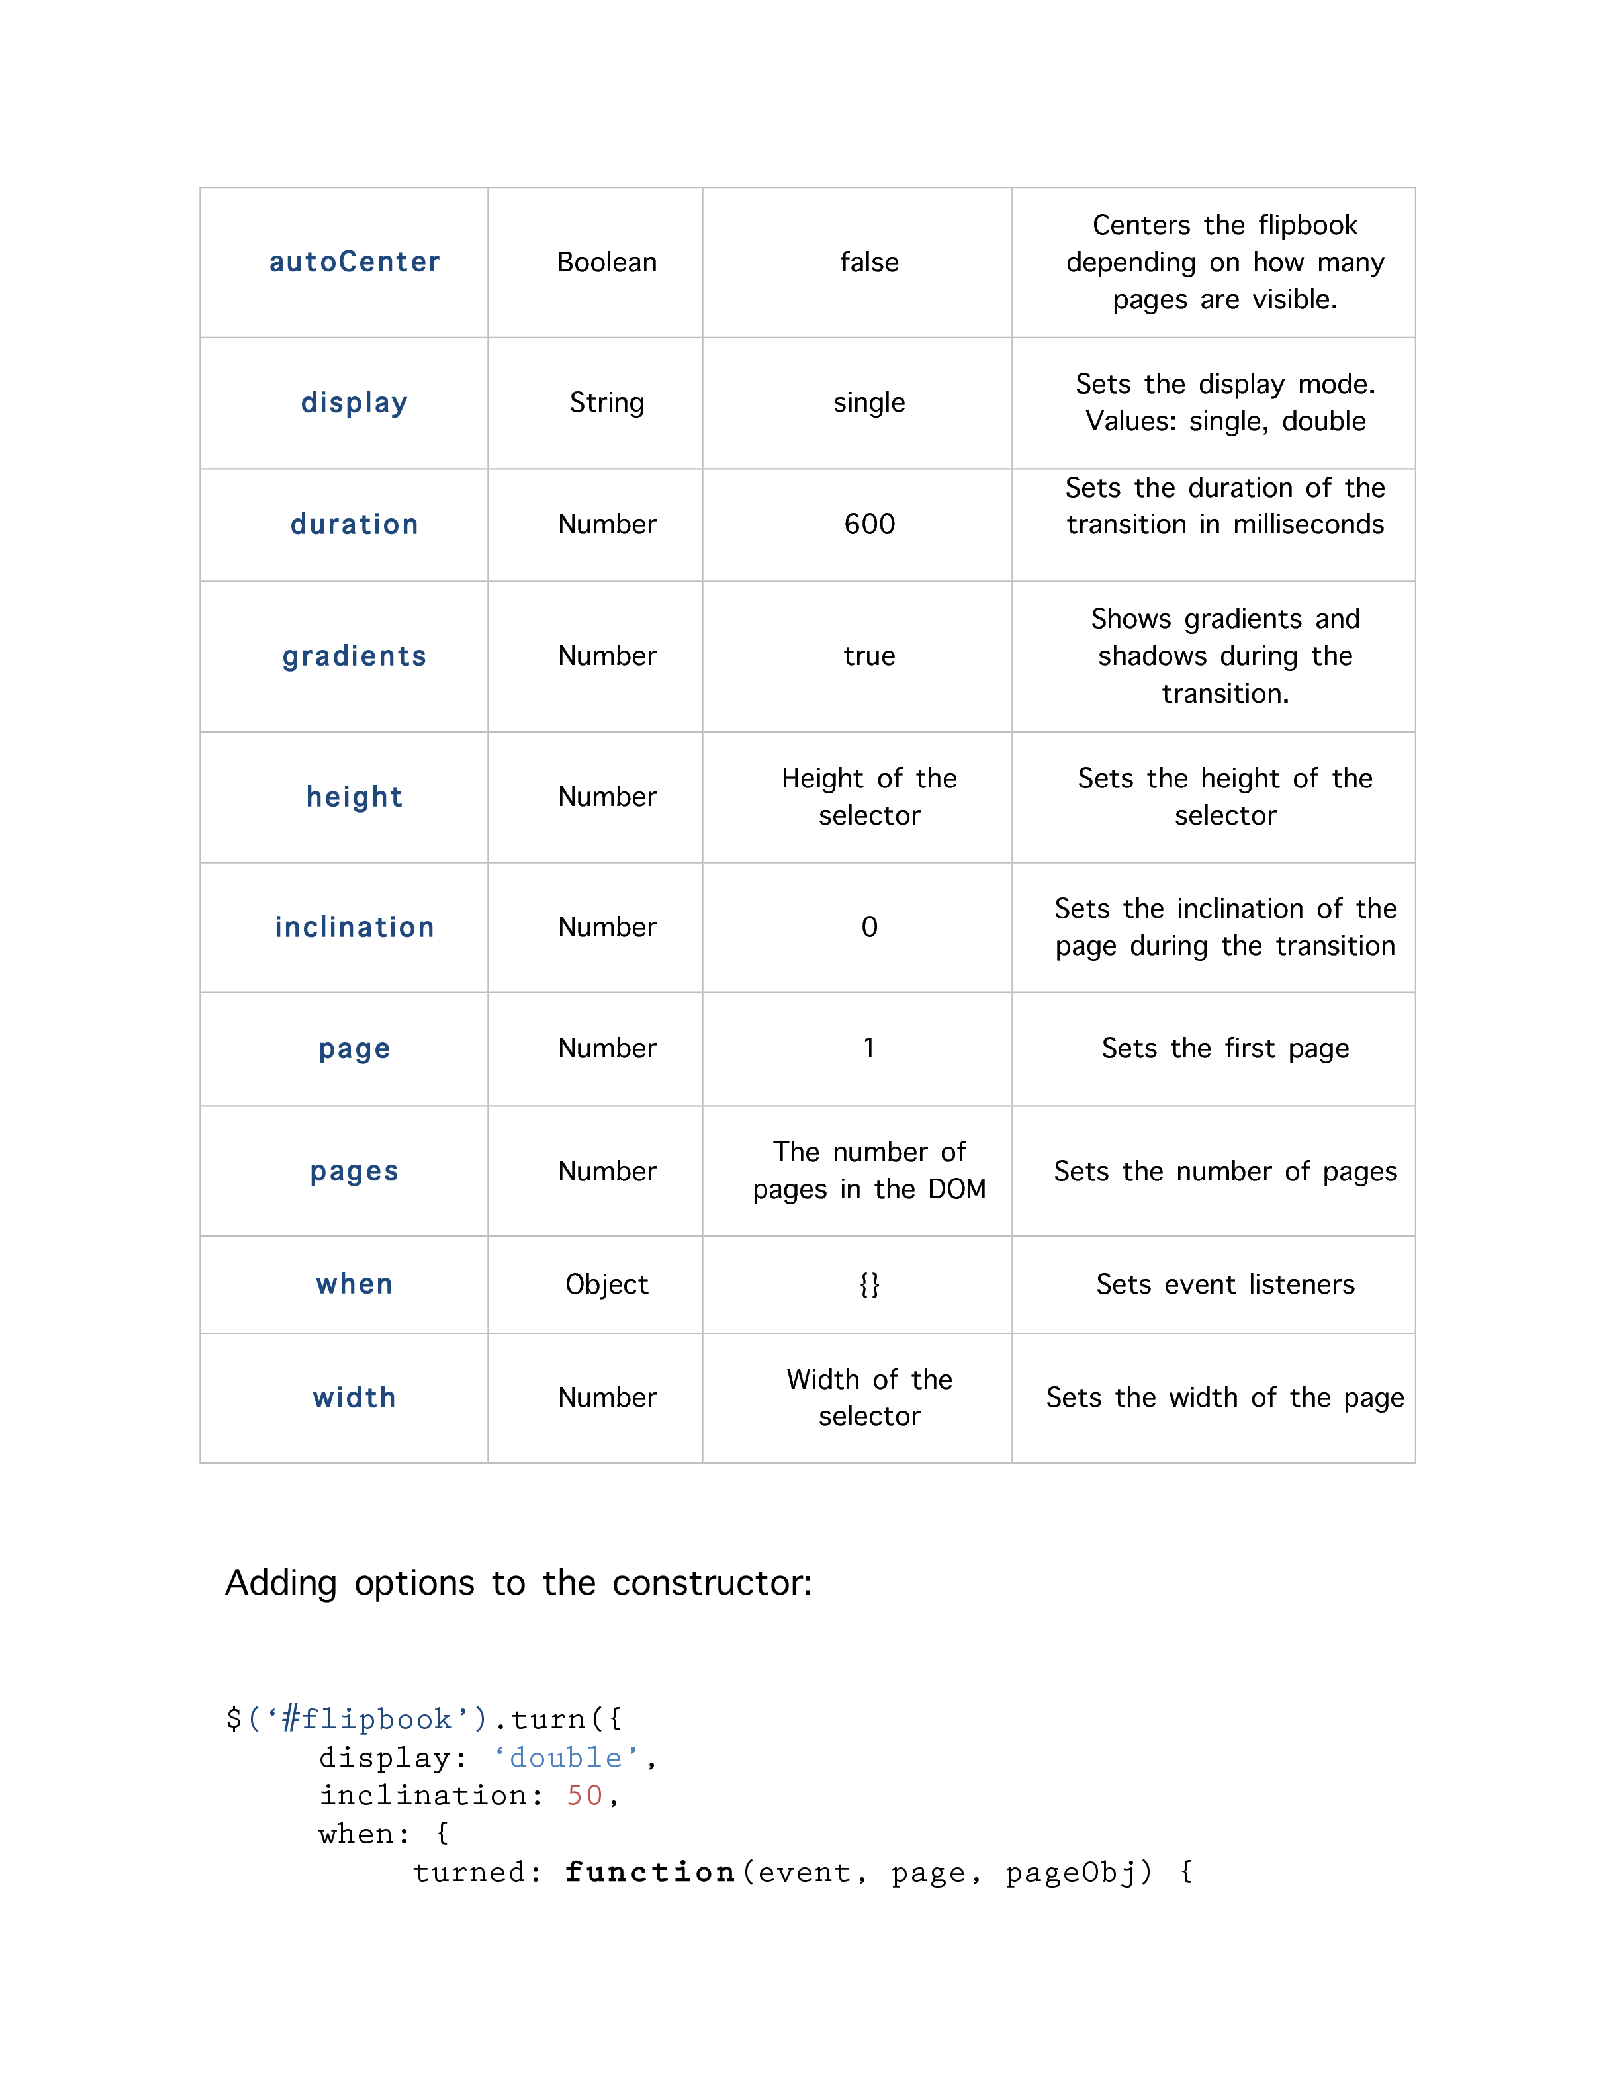 autoCenter Boolean false Centers the flipbook
depending on how many
pages are visible.
display String single Sets the display mode.
Values: single, double
duration Number 600 Sets the duration of the
transition in milliseconds
gradients Number true Shows gradients and
shadows during the
transition.
height Number Height of the
selector Sets the height of the
selector
inclination Number 0 Sets the inclination of the
page during the transition
page Number 1 Sets the first page
pages Number The number of
pages in the DOM Sets the number of pages
when Object {} Sets event listeners
width Number Width of the
selector Sets the width of the page
Adding options to the constructor:
$(‘#flipbook’).turn({
display: ‘double’,
inclination: 50,
when: {
turned: function(event, page, pageObj) {